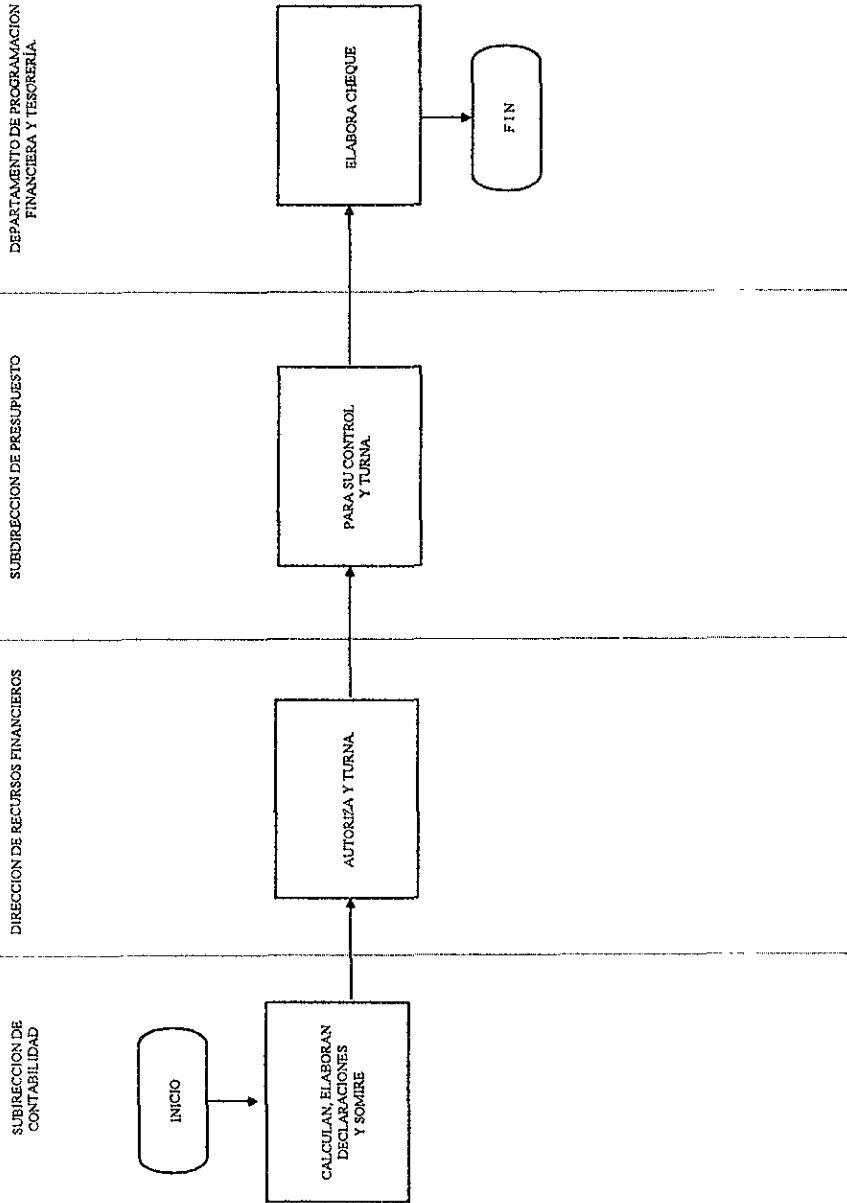 SUBIRECCION DE
CONTABILIDAD
DIRECCION DE RECURSOS FINANCIEROS
SUBDIRECCION DE PRESUPUESTO
DEPARTAMENTO DE PROGRAMACION
FINANCIERA Y TESORERÍA.
INICIO
CALCULAN, ELABORAN
DECLARACIONES
Y SOMIRE
AUTORIZA Y TURNA.
PARA SU CONTROL
Y TURNA.
ELABORA CHEQUE
F I N